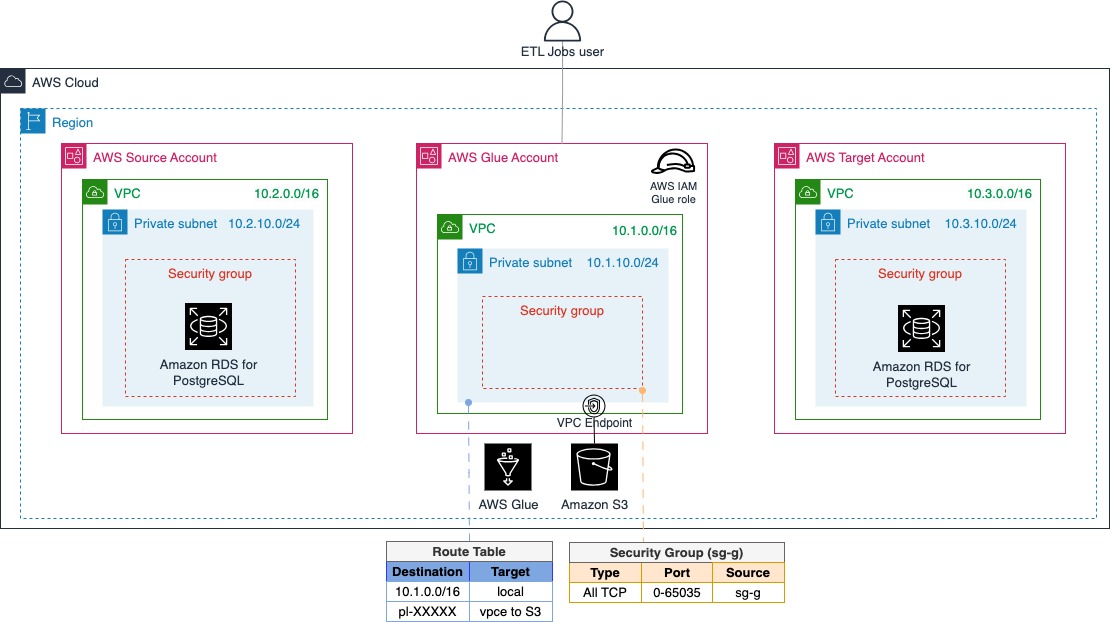 ETL Jobs user
AWS Cloud
Region
AWS Source Account
VPC 10.2.0.0/16
Private subnet 10.2.10.0/24
Security group
Amazon RDS for
PostgreSQL
AWS Glue Account
AWS IAM
Glue role
VPC 10.1.0.0/16
Private subnet 10.1.10.0/24
Security group
VPC Endpoint
AWS Glue
Amazon S3
AWS Target Account
VPC 10.3.0.0/16
Private subnet 10.3.10.0/24
Security group
Amazon RDS for
PostgreSQL
Route Table
Destination Target
10.1.0.0/16 local
pl-XXXXX vpce to S3
Security Group (sg-g)
Type Port Source
All TCP 0-65035 sg-g